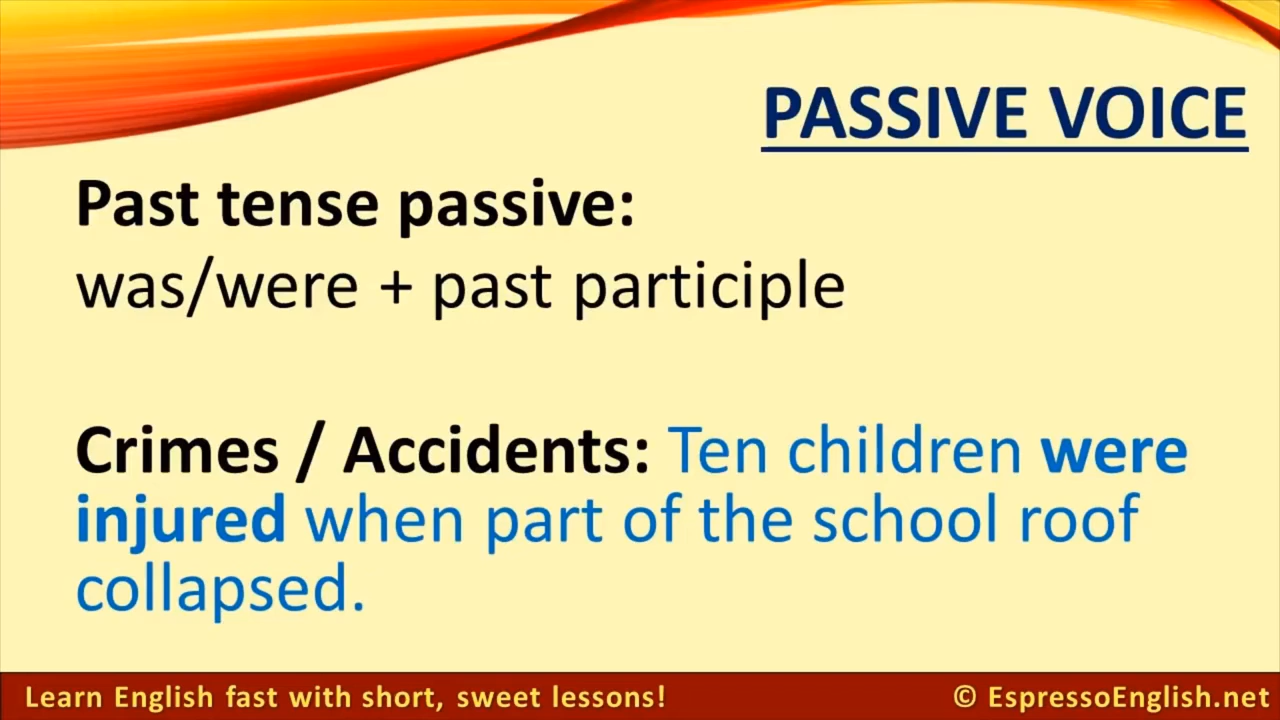 PASSIVE VOICE
Past tense passive:
was/were + past participle
Crimes / Accidents: Ten children were
injured when part of the school roof
collapsed.
Learn English fast with short, sweet lessons!
© EspressoEnglish.net